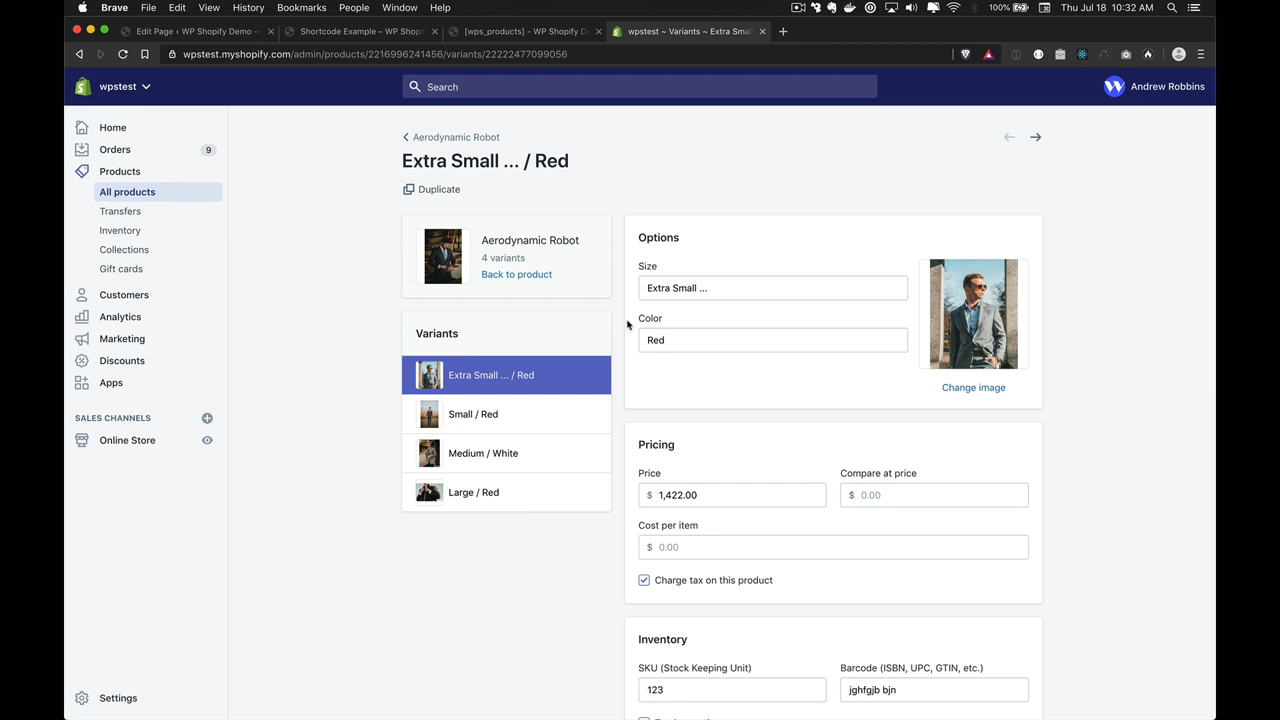 Brave File Edit View History Bookmarks People Window Help 100% Thu Jul 18 10:32 AM
Edit Page ‹ WP Shopify Demo —
Shortcode Example – WP Shopi
[wps_products] - WP Shopify D
wpstest ~ Variants ~ Extra Smal
wpstest.myshopify.com/admin/products/2216996241456/variants/22222477099056
wpstest
Search
Andrew Robbins
Home
Orders 9
Products
All products
Transfers
Inventory
Collections
Gift cards
Customers
Analytics
Marketing
Discounts
Apps
SALES CHANNELS
Online Store
Settings
Aerodynamic Robot
Extra Small ... / Red
Duplicate
Aerodynamic Robot
4 variants
Back to product
Variants
Extra Small ... / Red
Small / Red
Medium / White
Large / Red
Options
Size
Extra Small ...
Color
Red
Change image
Pricing
Price Compare at price
$ 1,422.00 $ 0.00
Cost per item
$ 0.00
Charge tax on this product
Inventory
SKU (Stock Keeping Unit) Barcode (ISBN, UPC, GTIN, etc.)
123 jghfgjb bjn